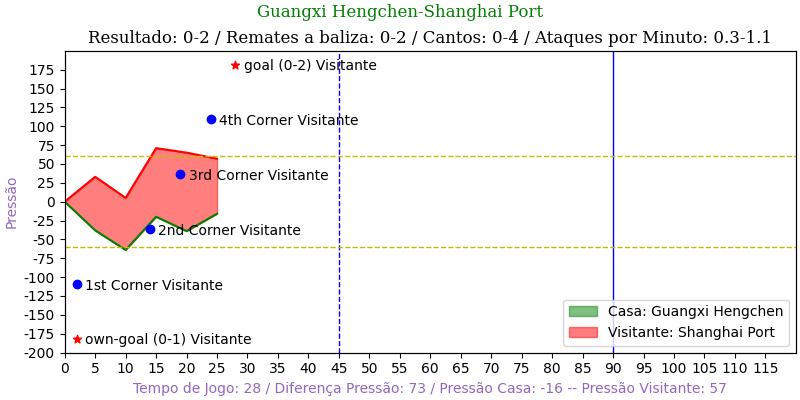 Guangxi Hengchen-Shanghai Port
Resultado: 0-2 / Remates a baliza: 0-2 / Cantos: 0-4 / Ataques por Minuto: 0.3-1.1
175
150
125
100
75
50
25
0
-25
-50
-75
-100
-125
-150
-175
-200
Pressão
goal (0-2) Visitante
4th Corner Visitante
3rd Corner Visitante
2nd Corner Visitante
1st Corner Visitante
own-goal (0-1) Visitante
Casa: Guangxi Hengchen
Visitante: Shanghai Port
0 5 10 15 20 25 30 35 40 45 50 55 60 65 70 75 80 85 90 95 100 105 110 115
Tempo de Jogo: 28 / Diferença Pressão: 73 / Pressão Casa: -16 -- Pressão Visitante: 57